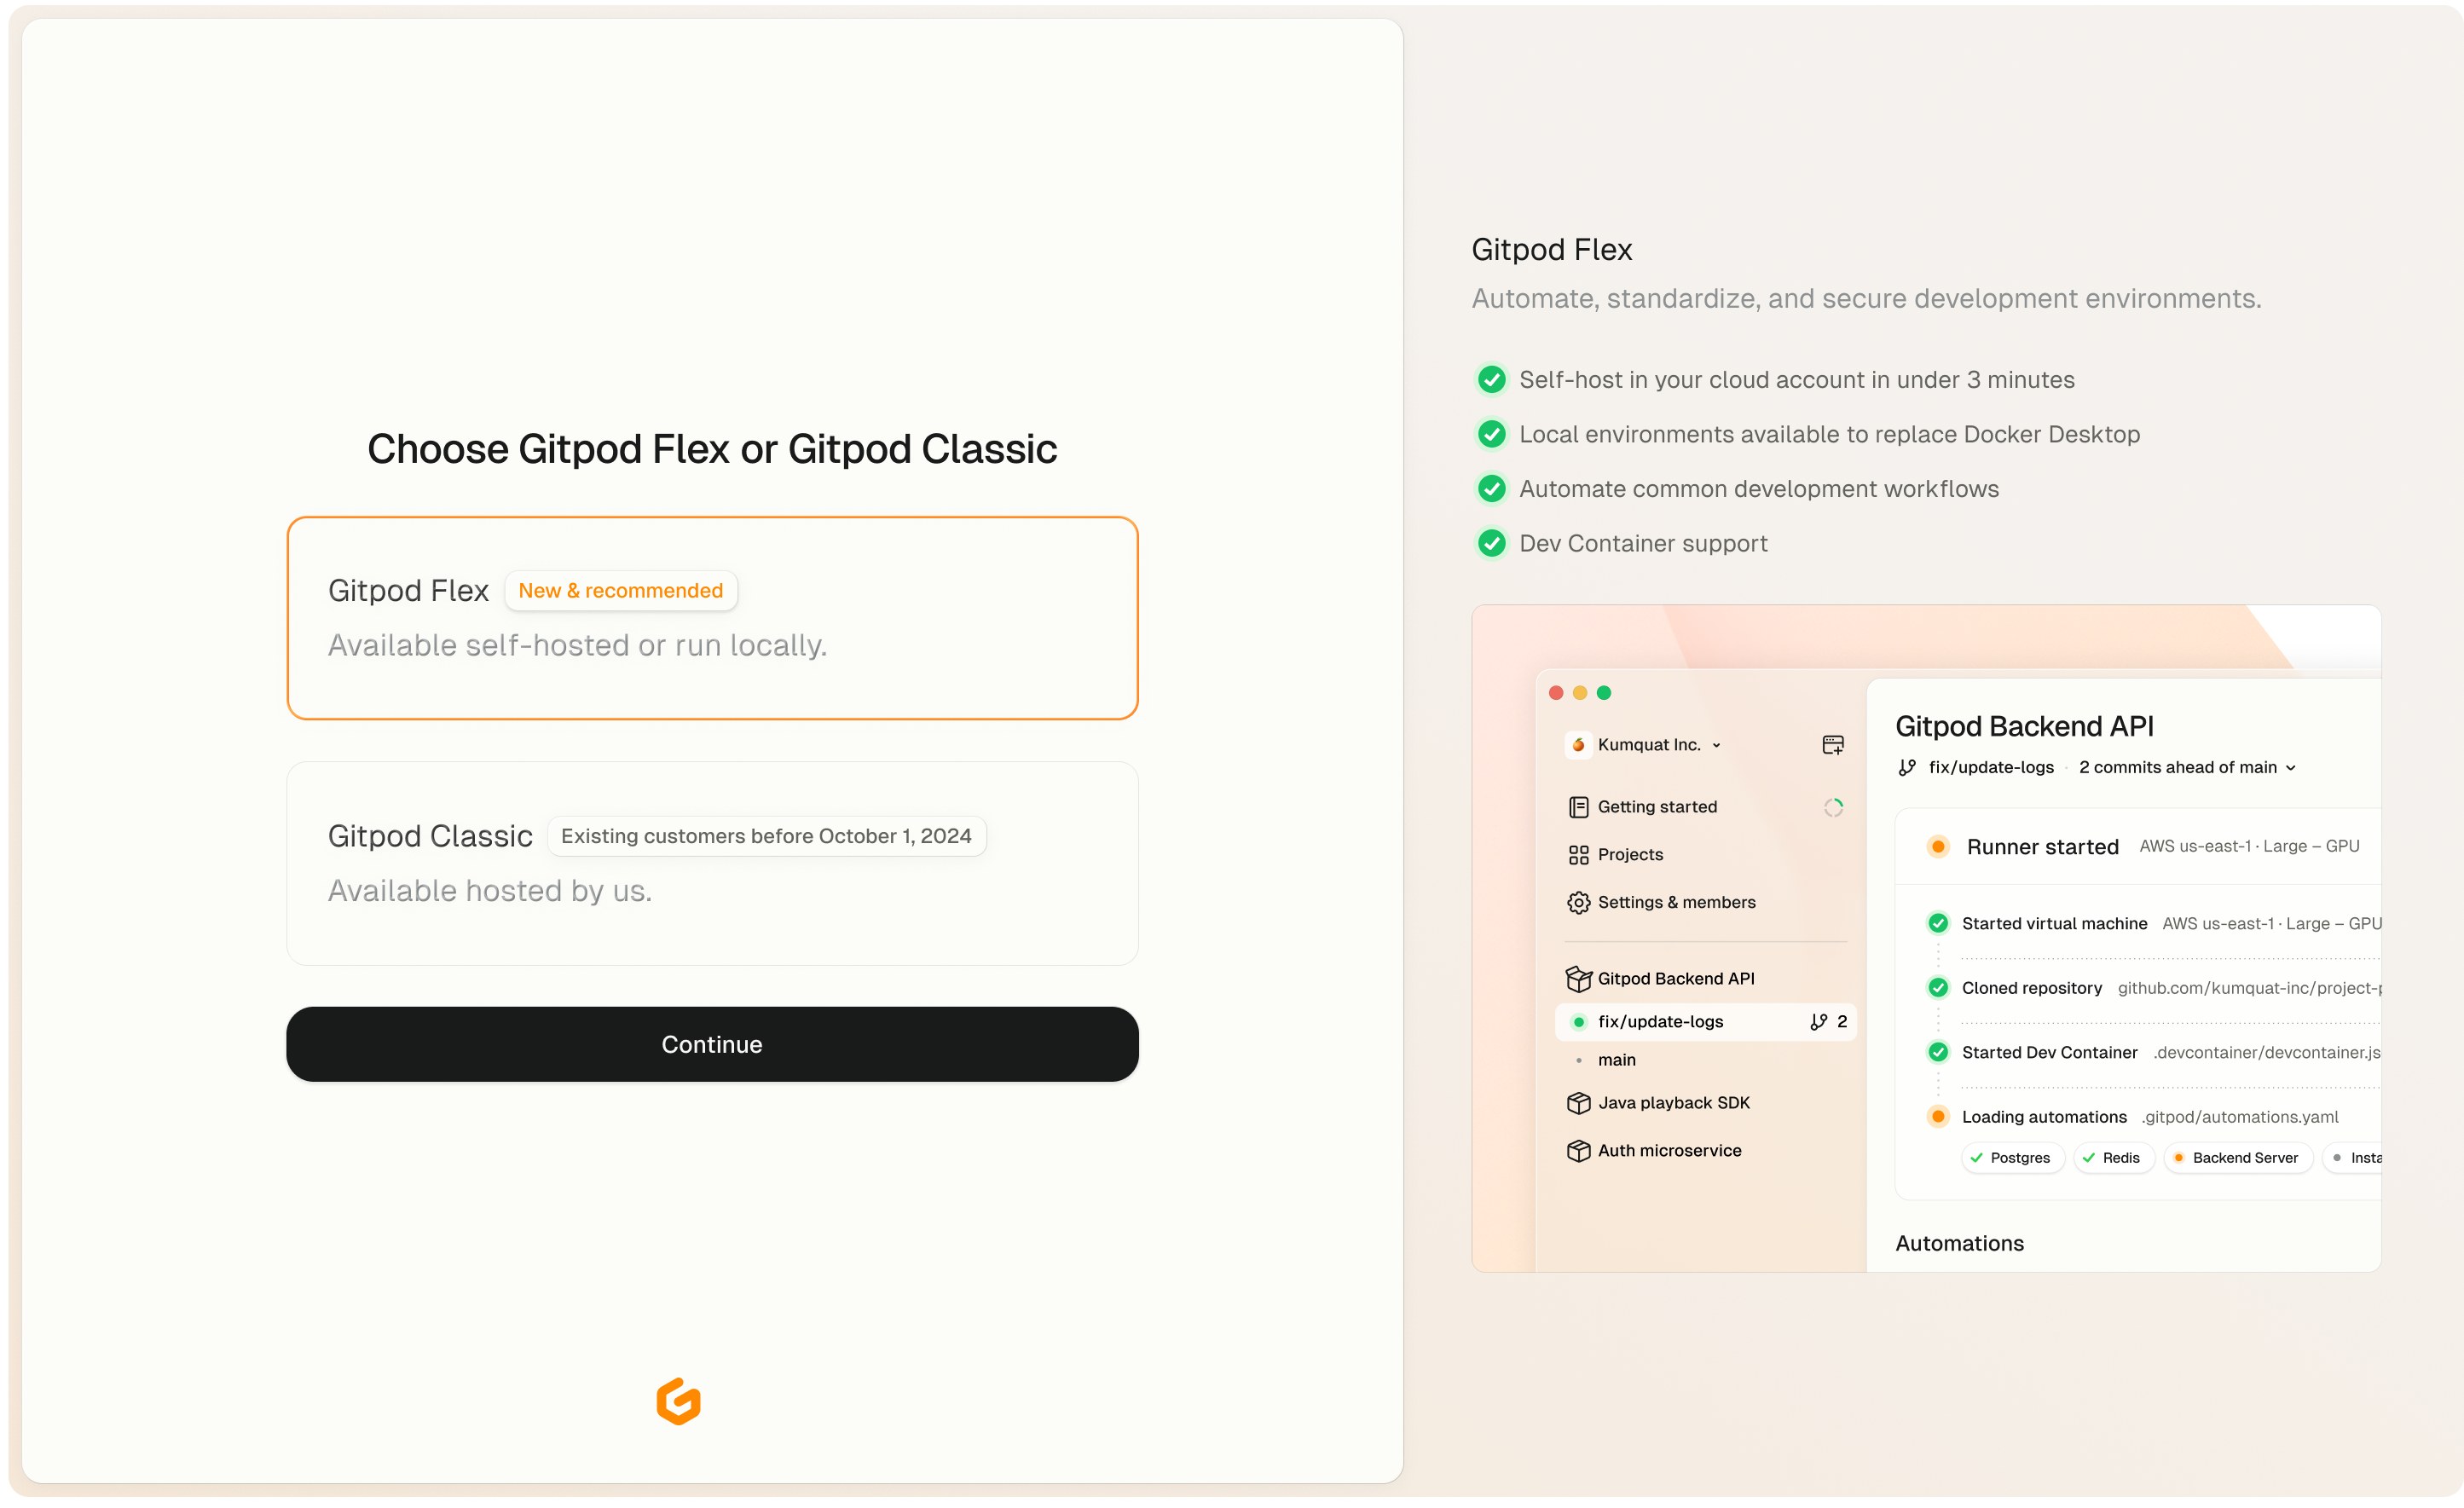 Choose Gitpod Flex or Gitpod Classic
Gitpod Flex New & recommended
Available self-hosted or run locally.
Gitpod Classic Existing customers before October 1, 2024
Available hosted by us.
Continue
Gitpod Flex
Automate, standardize, and secure development environments.
Self-host in your cloud account in under 3 minutes
Local environments available to replace Docker Desktop
Automate common development workflows
Dev Container support
Kumquat Inc.
Getting started
Projects
Settings & members
Gitpod Backend API
fix/update-logs 2
main
Java playback SDK
Auth microservice
Gitpod Backend API
fix/update-logs · 2 commits ahead of main
Runner started AWS us-east-1 · Large – GPU
Started virtual machine AWS us-east-1 · Large – GPU
Cloned repository github.com/kumquat-inc/project-p
Started Dev Container .devcontainer/devcontainer.js
Loading automations .gitpod/automations.yaml
Postgres Redis Backend Server Insta
Automations